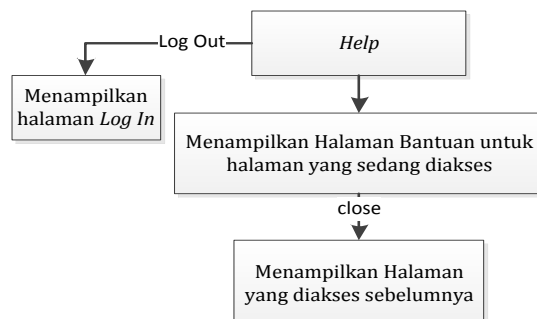 Log Out
Help
Menampilkan
halaman Log In
Menampilkan Halaman Bantuan untuk
halaman yang sedang diakses
close
Menampilkan Halaman
yang diakses sebelumnya